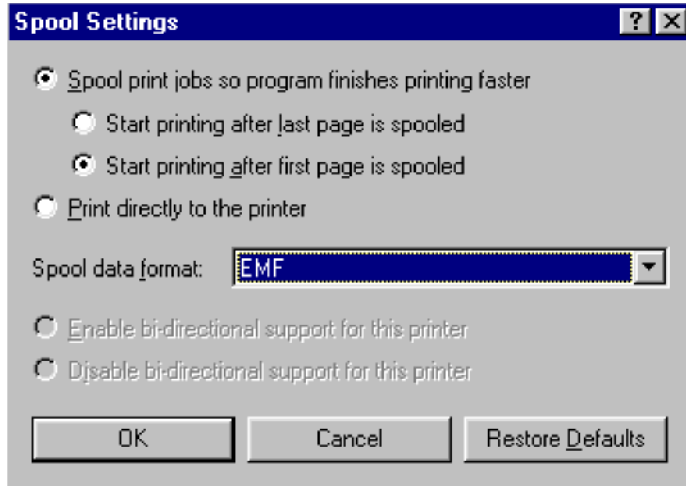 Spool Settings
Spool print jobs so program finishes printing faster
Start printing after last page is spooled
Start printing after first page is spooled
Print directly to the printer
Spool data format: EMF
Enable bi-directional support for this printer
Disable bi-directional support for this printer
OK Cancel Restore Defaults